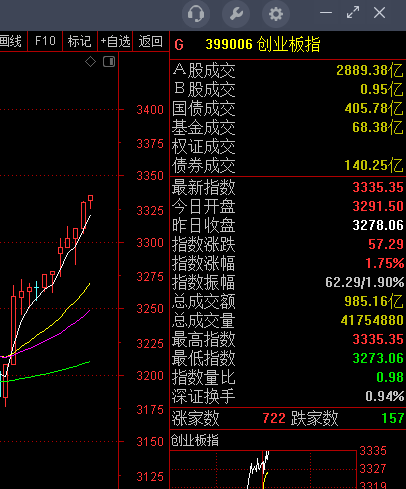 画线 F10 标记 +自选 返回
G 399006 创业板指
A股成交 2889.38亿
B股成交 0.95亿
国债成交 405.78亿
基金成交 68.38亿
权证成交
债券成交 140.25亿
最新指数 3335.35
今日开盘 3291.50
昨日收盘 3278.06
指数涨跌 57.29
指数涨幅 1.75%
指数振幅 62.29/1.90%
总成交额 985.16亿
总成交量 41754880
最高指数 3335.35
最低指数 3273.06
指数量比 0.98
深证换手 0.94%
涨家数 722 跌家数 157
创业板指
3335
3327
3319
3400
3375
3350
3325
3300
3275
3250
3225
3200
3175
3150
3125